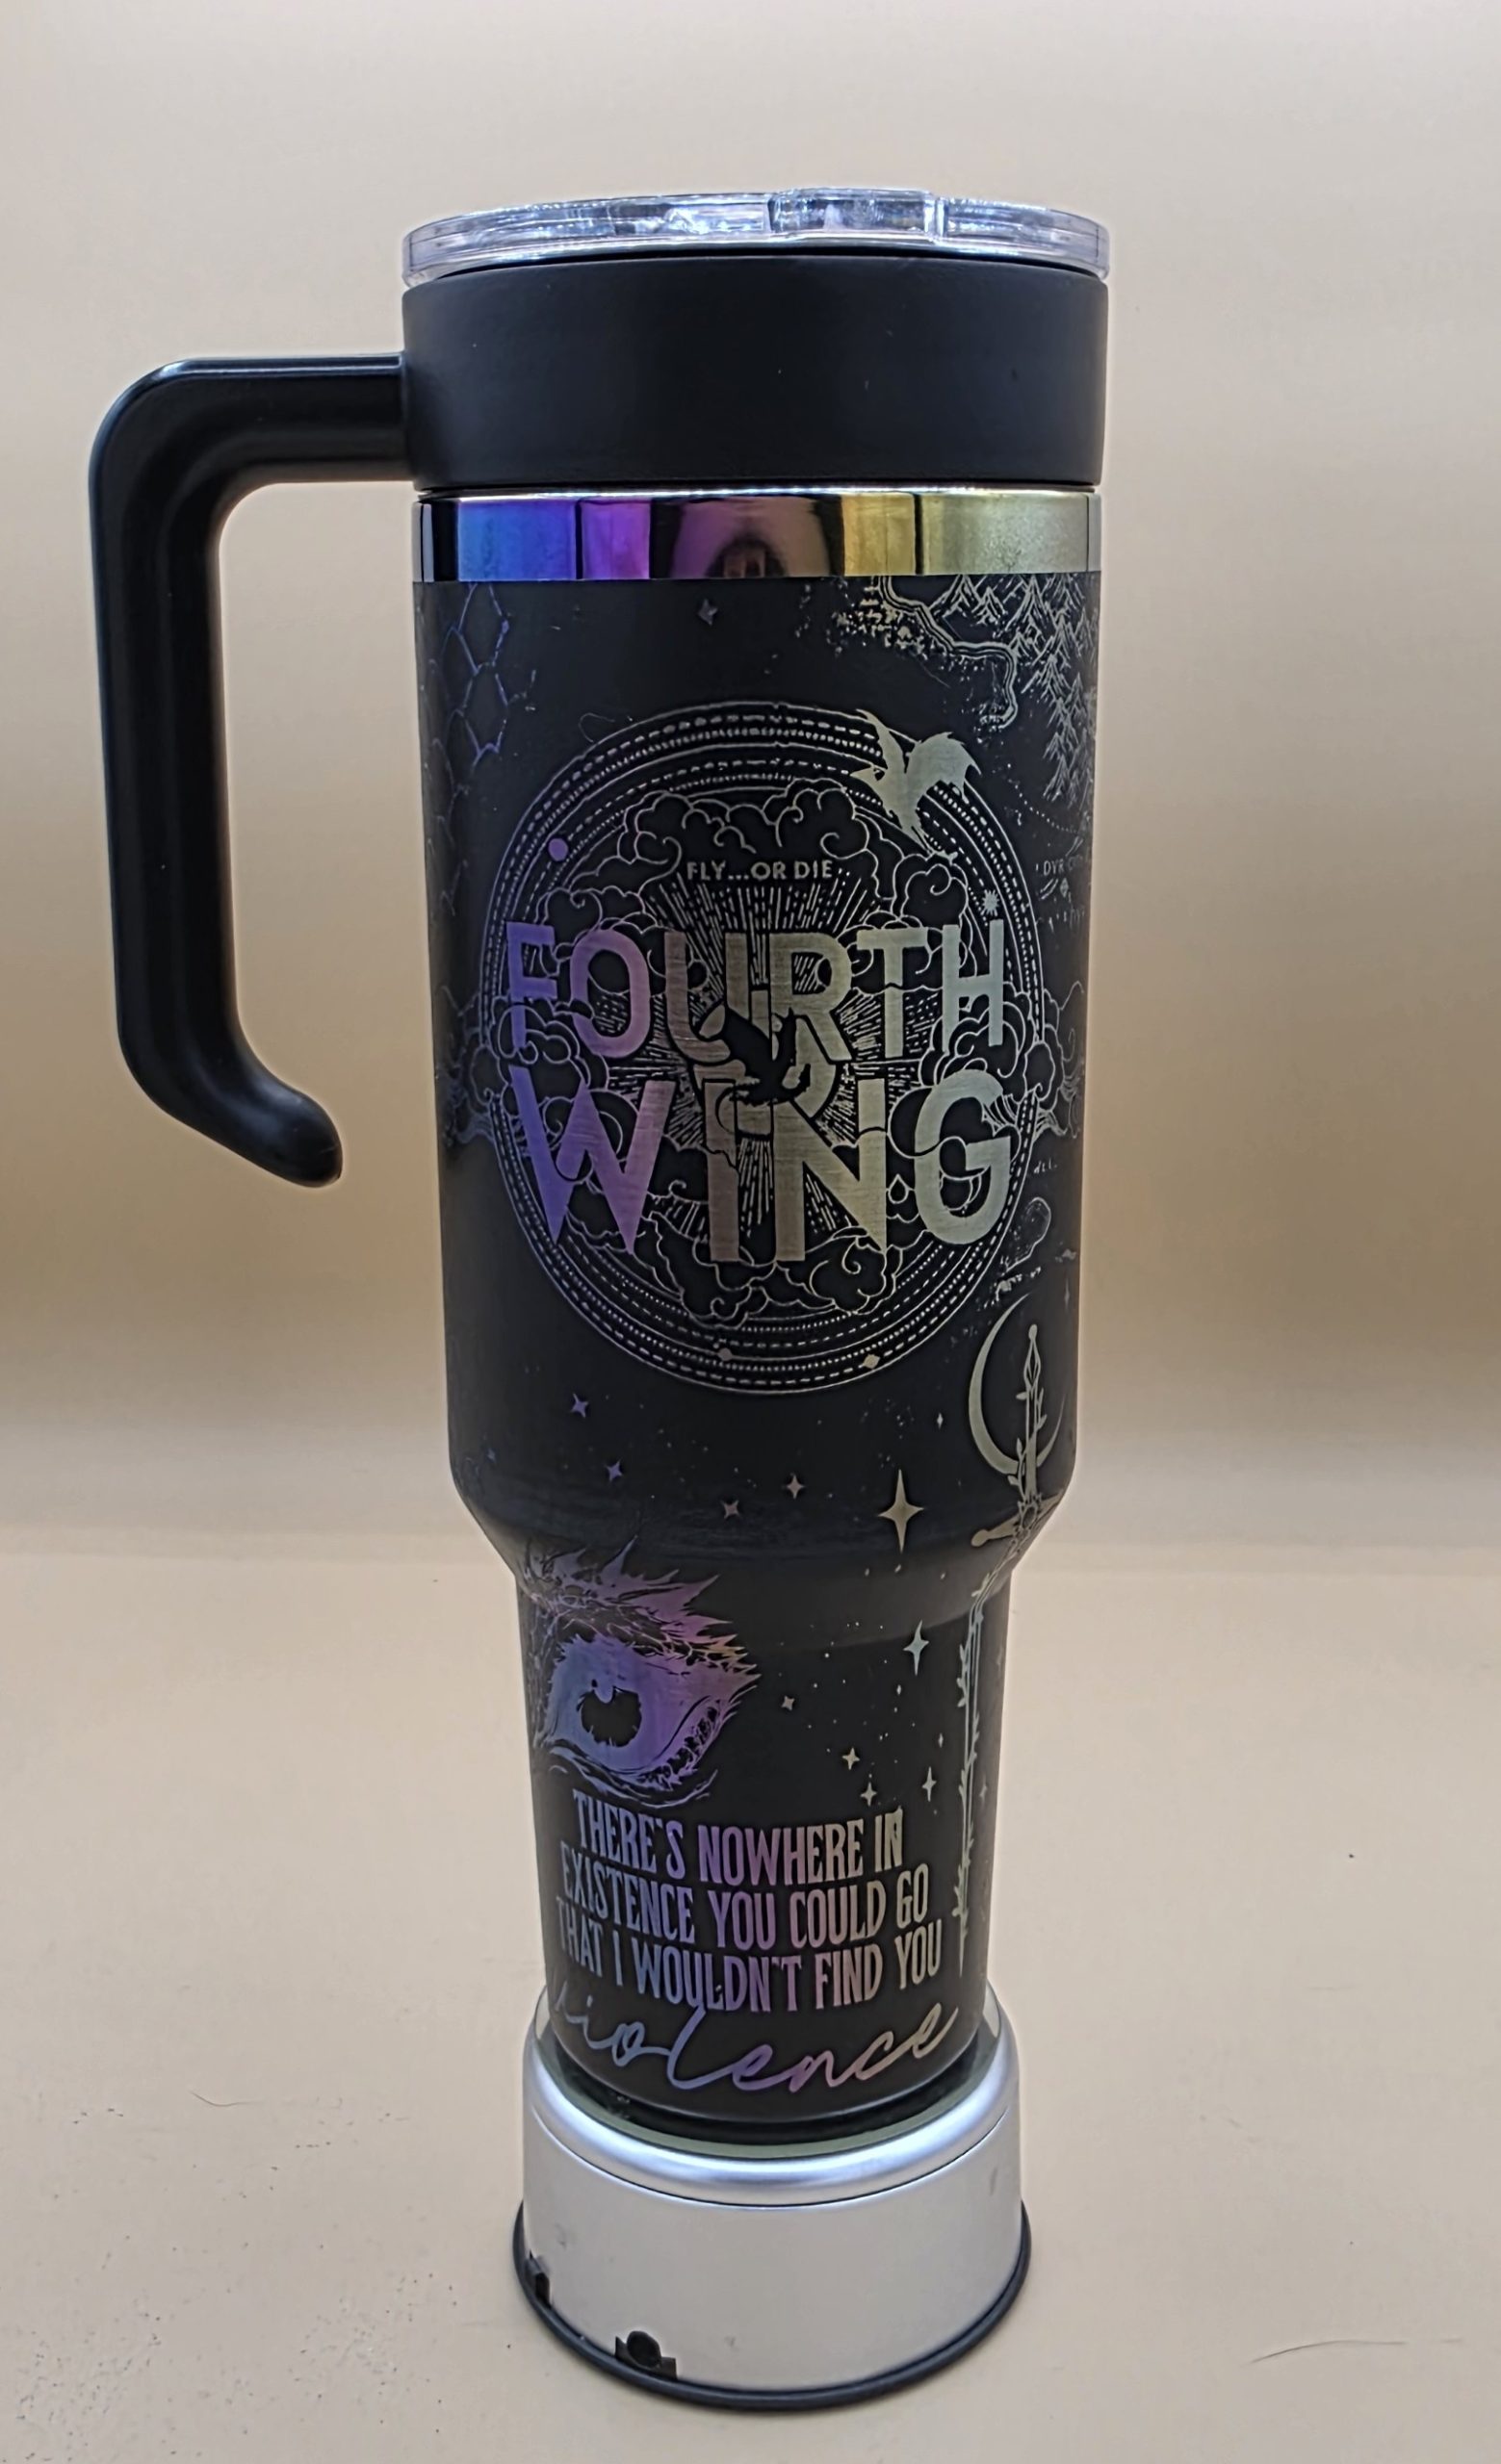 FLY...OR DIE
FOURTH
WING
THERE'S NOWHERE IN
EXISTENCE YOU COULD GO
THAT I WOULDN'T FIND YOU
violence